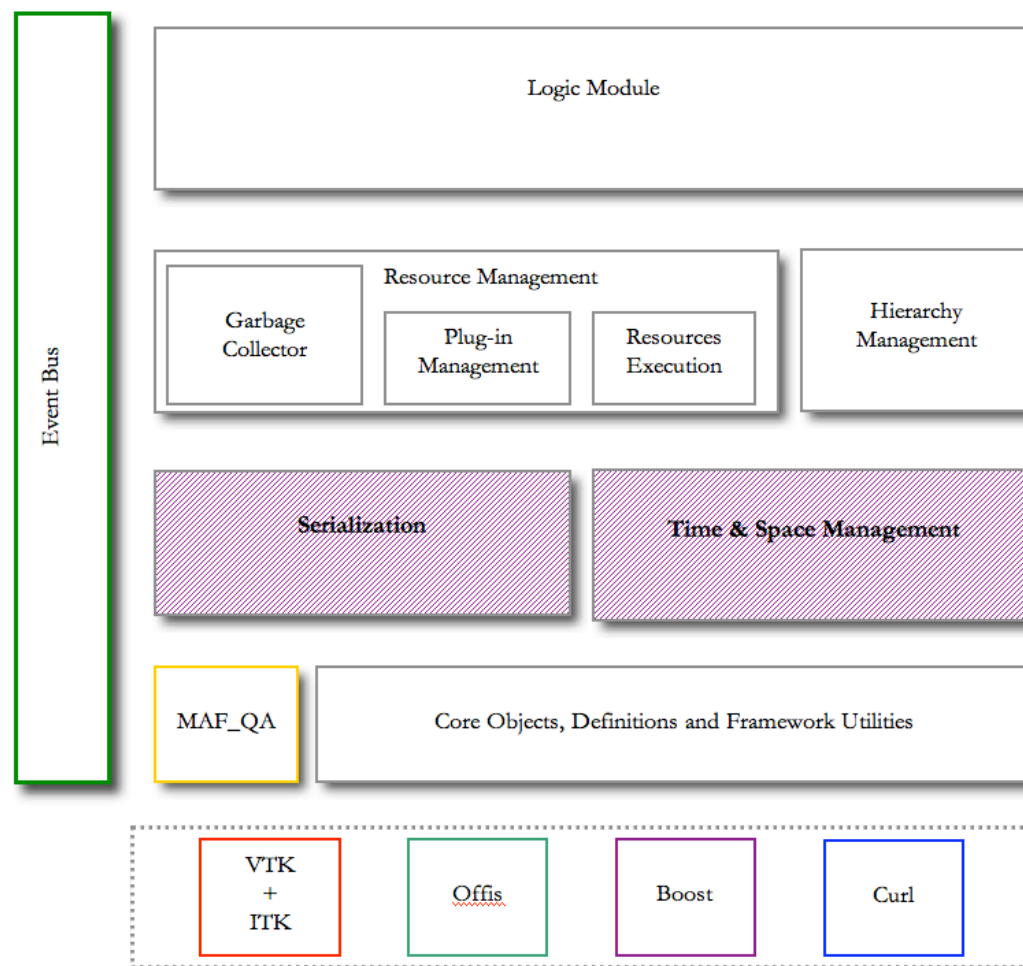 Event Bus
Logic Module
Resource Management
Garbage
Collector
Plug-in
Management
Resources
Execution
Hierarchy
Management
Serialization
Time & Space Management
MAF_QA
Core Objects, Definitions and Framework Utilities
VTK
+
ITK
Offis
Boost
Curl